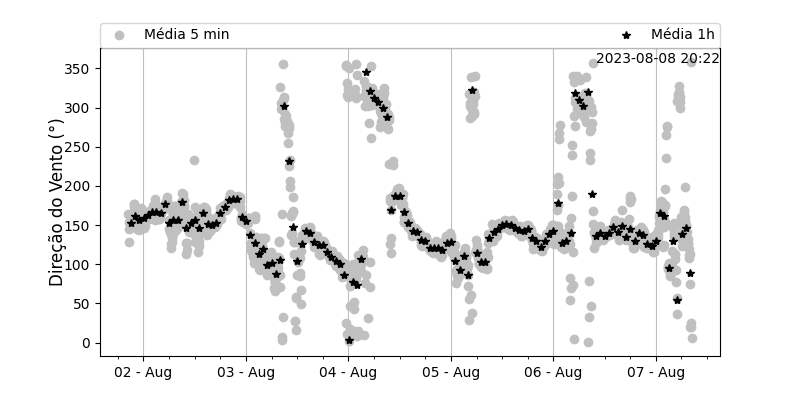 Média 5 min
Média 1h
2023-08-08 20:22
Direção do Vento (°)
350
300
250
200
150
100
50
0
02 - Aug
03 - Aug
04 - Aug
05 - Aug
06 - Aug
07 - Aug